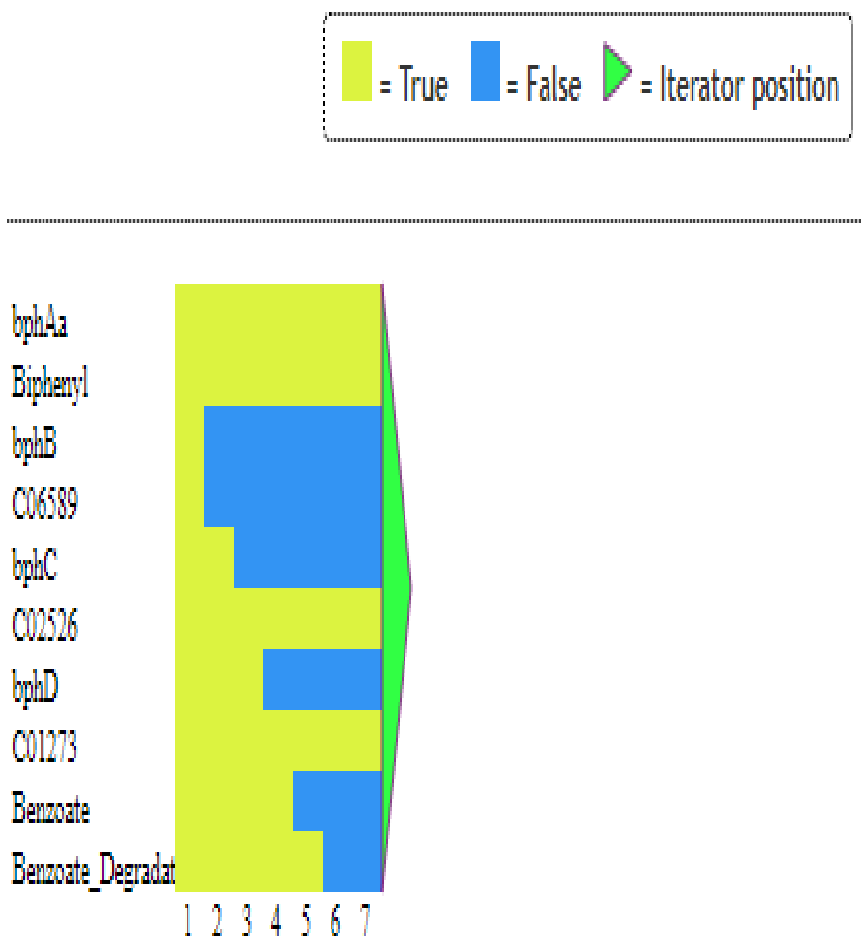 = True = False = Iterator position
bphAa
Biphenyl
bphB
C06589
bphC
C02526
bphD
C01273
Benzoate
Benzoate_Degradat
1 2 3 4 5 6 7